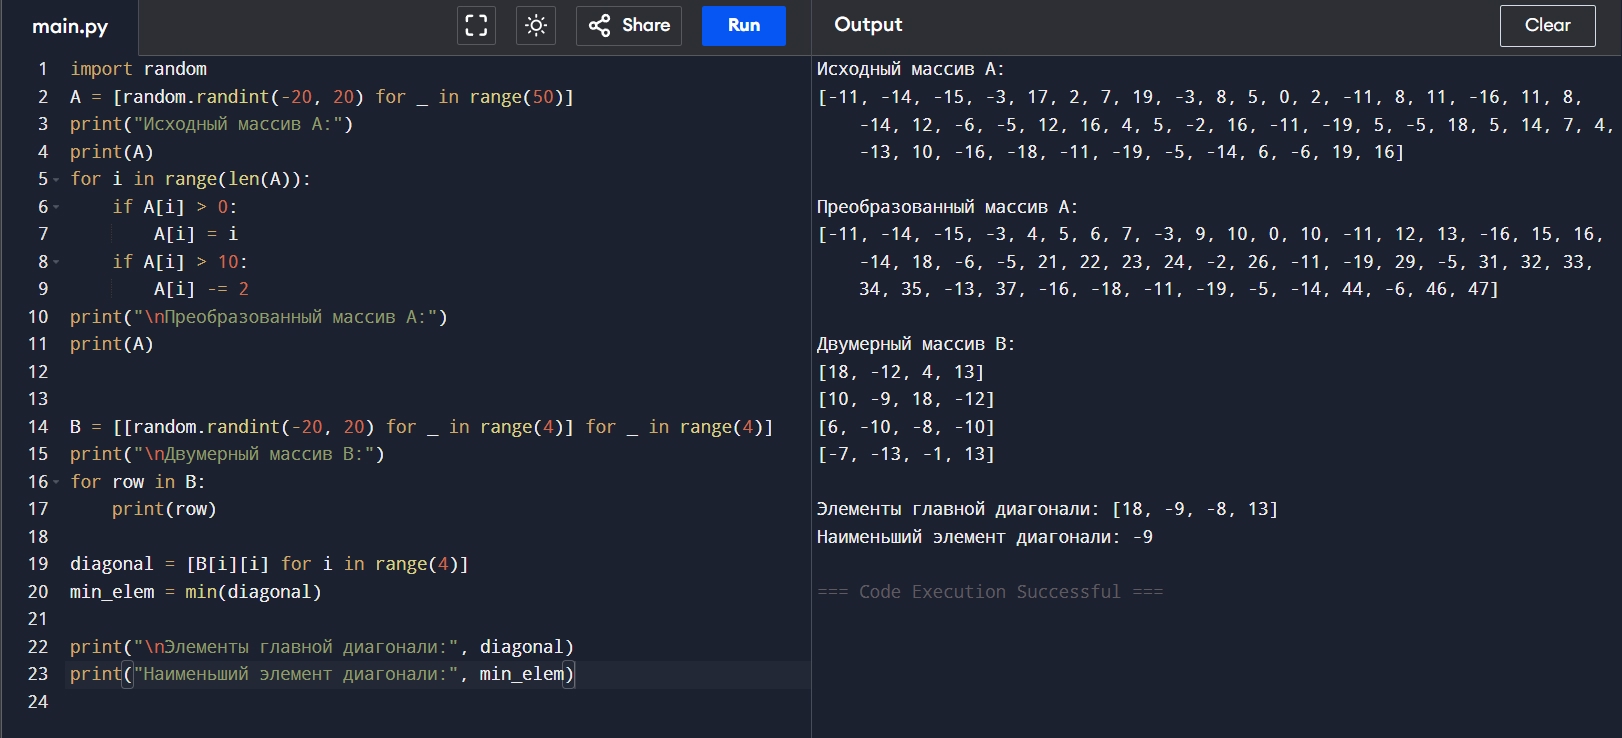 main.py Share Run
1 import random
2 A = [random.randint(-20, 20) for _ in range(50)]
3 print("Исходный массив A:")
4 print(A)
5 for i in range(len(A)):
6     if A[i] > 0:
7         A[i] = i
8     if A[i] > 10:
9         A[i] -= 2
10 print("\nПреобразованный массив A:")
11 print(A)
12
13
14 B = [[random.randint(-20, 20) for _ in range(4)] for _ in range(4)]
15 print("\nДвумерный массив B:")
16 for row in B:
17     print(row)
18
19 diagonal = [B[i][i] for i in range(4)]
20 min_elem = min(diagonal)
21
22 print("\nЭлементы главной диагонали:", diagonal)
23 print("Наименьший элемент диагонали:", min_elem)
24
Output Clear
Исходный массив A:
[-11, -14, -15, -3, 17, 2, 7, 19, -3, 8, 5, 0, 2, -11, 8, 11, -16, 11, 8,
-14, 12, -6, -5, 12, 16, 4, 5, -2, 16, -11, -19, 5, -5, 18, 5, 14, 7, 4,
-13, 10, -16, -18, -11, -19, -5, -14, 6, -6, 19, 16]

Преобразованный массив A:
[-11, -14, -15, -3, 4, 5, 6, 7, -3, 9, 10, 0, 10, -11, 12, 13, -16, 15, 16,
-14, 18, -6, -5, 21, 22, 23, 24, -2, 26, -11, -19, 29, -5, 31, 32, 33,
34, 35, -13, 37, -16, -18, -11, -19, -5, -14, 44, -6, 46, 47]

Двумерный массив B:
[18, -12, 4, 13]
[10, -9, 18, -12]
[6, -10, -8, -10]
[-7, -13, -1, 13]

Элементы главной диагонали: [18, -9, -8, 13]
Наименьший элемент диагонали: -9

=== Code Execution Successful ===